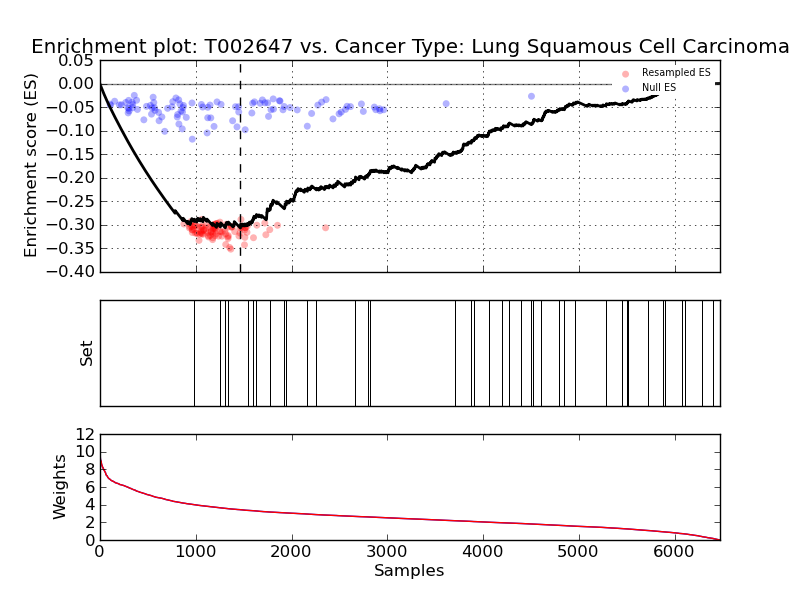 Enrichment plot: T002647 vs. Cancer Type: Lung Squamous Cell Carcinoma
Enrichment score (ES)
0.05
0.00
−0.05
−0.10
−0.15
−0.20
−0.25
−0.30
−0.35
−0.40
Resampled ES
Null ES
Set
Weights
12
10
8
6
4
2
0
0 1000 2000 3000 4000 5000 6000
Samples